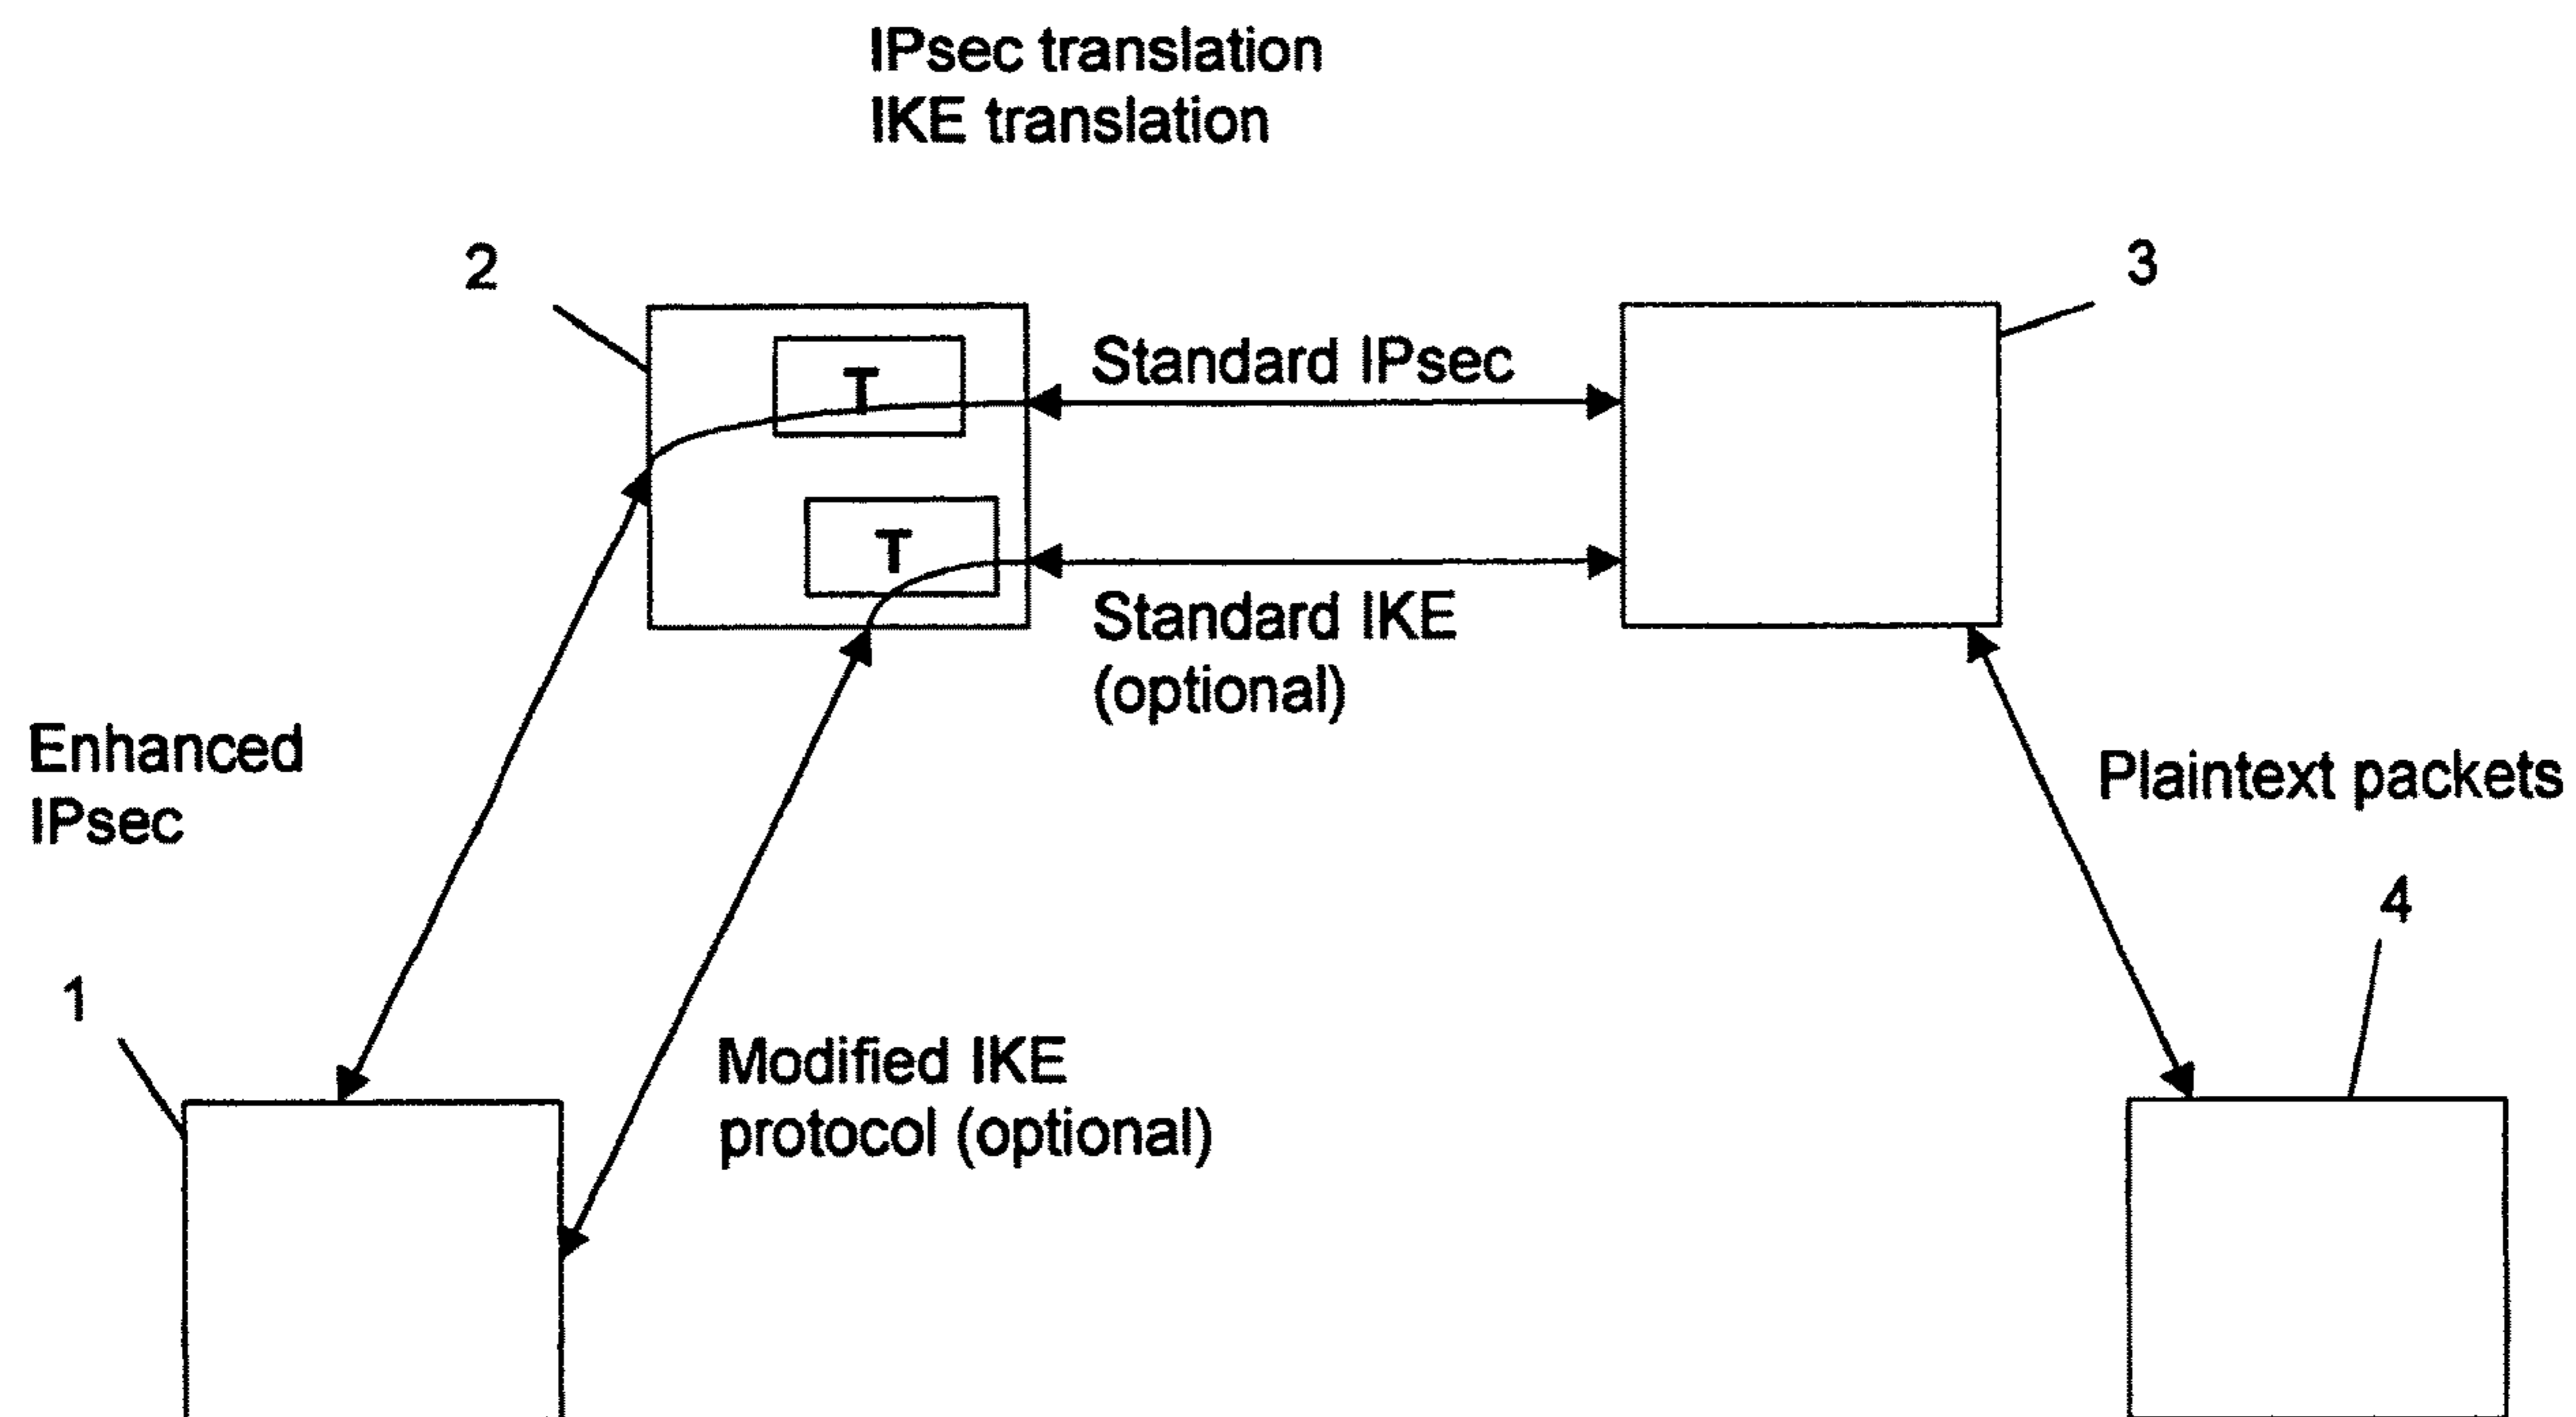 IPsec translation
IKE translation
2
3
T
Standard IPsec
T
Standard IKE
(optional)
Enhanced
IPsec
Plaintext packets
4
1
Modified IKE
protocol (optional)